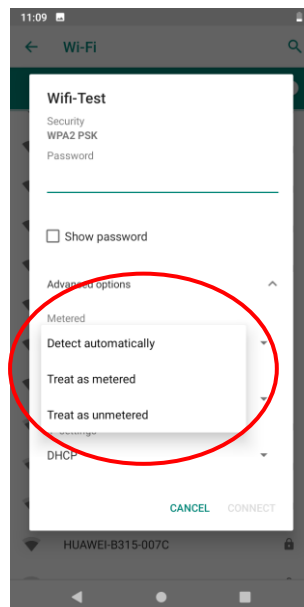 11:09
Wi-Fi
Wifi-Test
Security
WPA2 PSK
Password
Show password
Advanced options
Metered
Detect automatically
Treat as metered
Treat as unmetered
DHCP
CANCEL CONNECT
HUAWEI-B315-007C